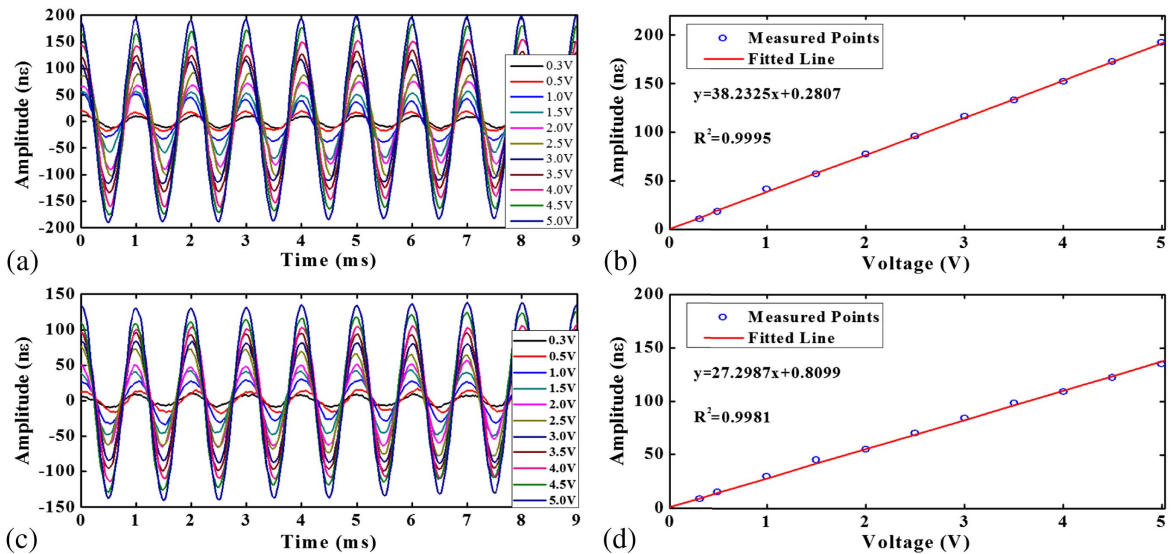 200
150
100
50
0
-50
-100
-150
-200
Amplitude (nε)
0.3V
0.5V
1.0V
1.5V
2.0V
2.5V
3.0V
3.5V
4.0V
4.5V
5.0V
0 1 2 3 4 5 6 7 8 9
Time (ms)
(a)
200
150
100
50
0
Amplitude (nε)
Measured Points
Fitted Line
y=38.2325x+0.2807
R²=0.9995
0 1 2 3 4 5
Voltage (V)
(b)
150
100
50
0
-50
-100
-150
Amplitude (nε)
0.3V
0.5V
1.0V
1.5V
2.0V
2.5V
3.0V
3.5V
4.0V
4.5V
5.0V
0 1 2 3 4 5 6 7 8 9
Time (ms)
(c)
200
150
100
50
0
Amplitude (nε)
Measured Points
Fitted Line
y=27.2987x+0.8099
R²=0.9981
0 1 2 3 4 5
Voltage (V)
(d)